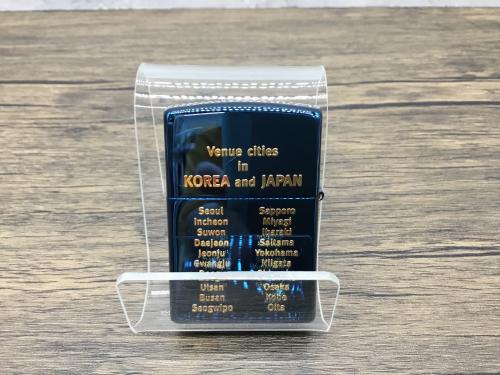 Venue cities
in
KOREA and JAPAN
Seoul Sapporo
Incheon Miyagi
Suwon Ibaraki
Daejeon Saitama
Jeonju Yokohama
Gwangju Niigata
Ulsan Osaka
Busan Kobe
Seogwipo Oita